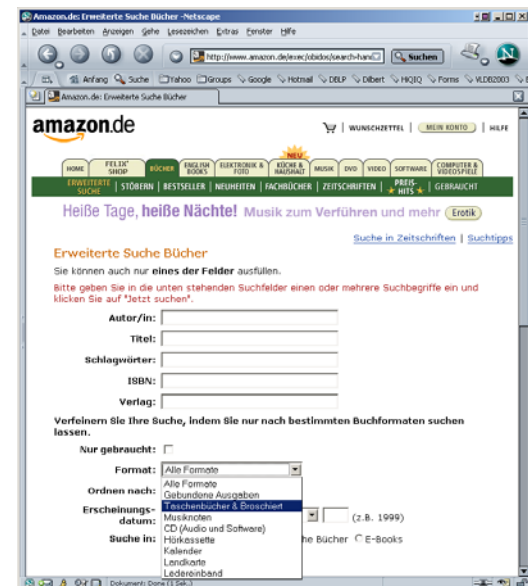 Amazon.de: Erweiterte Suche Bücher - Netscape
Datei Bearbeiten Anzeigen Gehe Lesezeichen Extras Fenster Hilfe
http://www.amazon.de/exec/obidos/search-han Suchen
Anfang Suche Yahoo Groups Google Hotmail DBLP Dilbert HiQIQ Forms VLDB2003
Amazon.de: Erweiterte Suche Bücher
amazon.de
WUNSCHZETTEL | MEIN KONTO | HILFE
NEU
HOME FELIX' SHOP BÜCHER ENGLISH BOOKS ELEKTRONIK & FOTO KÜCHE & HAUSHALT MUSIK DVD VIDEO SOFTWARE COMPUTER & VIDEOSPIELE
ERWEITERTE SUCHE | STÖBERN | BESTSELLER | NEUHEITEN | FACHBÜCHER | ZEITSCHRIFTEN | PREIS-HITS | GEBRAUCHT
Heiße Tage, heiße Nächte! Musik zum Verführen und mehr Erotik
Suche in Zeitschriften | Suchtipps
Erweiterte Suche Bücher
Sie können auch nur eines der Felder ausfüllen.
Bitte geben Sie in die unten stehenden Suchfelder einen oder mehrere Suchbegriffe ein und
klicken Sie auf "Jetzt suchen".
Autor/in:
Titel:
Schlagwörter:
ISBN:
Verlag:
Verfeinern Sie Ihre Suche, indem Sie nur nach bestimmten Buchformaten suchen
lassen.
Nur gebraucht:
Format: Alle Formate
Alle Formate
Ordnen nach: Gebundene Ausgaben
Taschenbücher & Broschiert
Erscheinungs-
datum: Musiknoten (z.B. 1999)
CD (Audio und Software)
Suche in: Hörkassette he Bücher E-Books
Kalender
Landkarte
Ledereinband
Dokument: Done (1 Sek.)